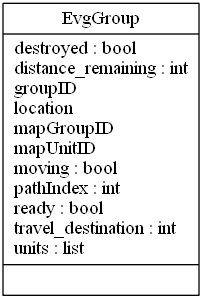 EvgGroup
destroyed : bool
distance_remaining : int
groupID
location
mapGroupID
mapUnitID
moving : bool
pathIndex : int
ready : bool
travel_destination : int
units : list